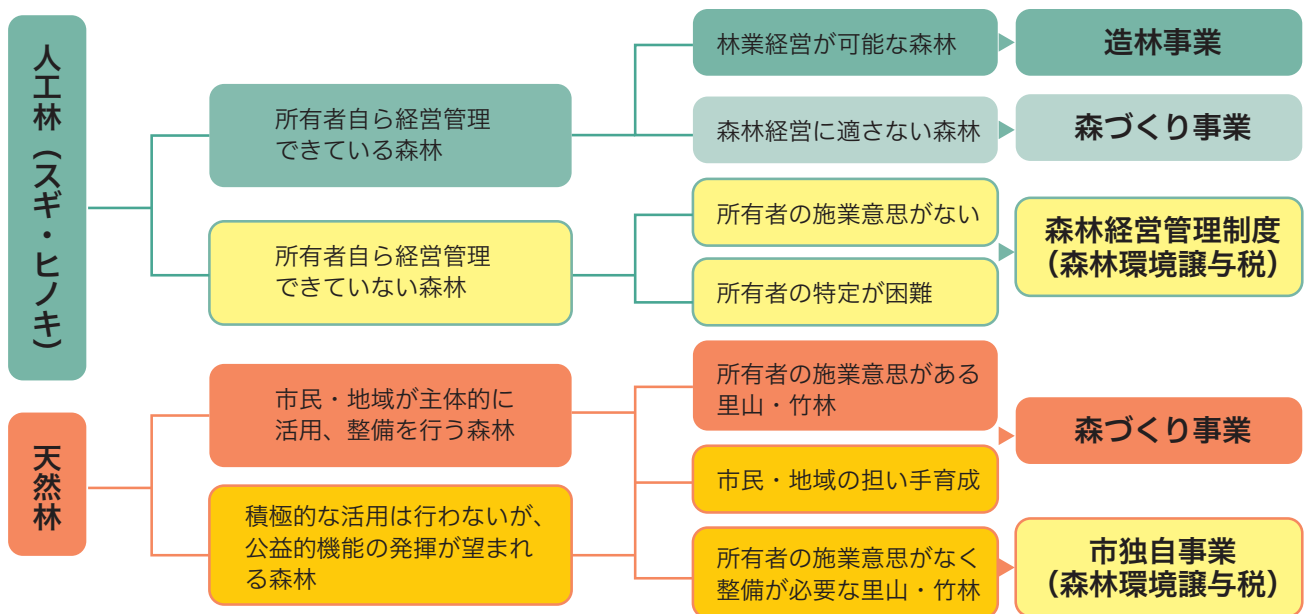 人工林（スギ・ヒノキ）
所有者自ら経営管理
できている森林
林業経営が可能な森林
造林事業
森林経営に適さない森林
森づくり事業
所有者自ら経営管理
できていない森林
所有者の施業意思がない
所有者の特定が困難
森林経営管理制度
（森林環境譲与税）
天然林
市民・地域が主体的に
活用、整備を行う森林
所有者の施業意思がある
里山・竹林
森づくり事業
市民・地域の担い手育成
積極的な活用は行わないが、
公益的機能の発揮が望まれ
る森林
所有者の施業意思がなく
整備が必要な里山・竹林
市独自事業
（森林環境譲与税）